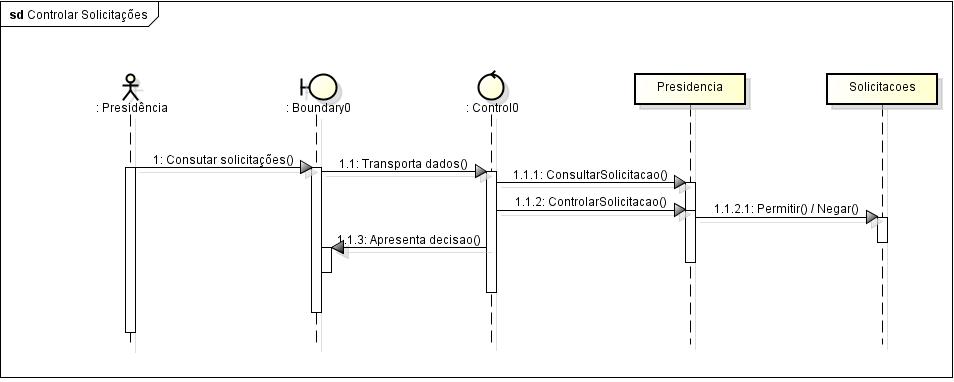 sd Controlar Solicitações
: Presidência
: Boundary0
: Control0
Presidencia
Solicitacoes
1: Consutar solicitações()
1.1: Transporta dados()
1.1.1: ConsultarSolicitacao()
1.1.2: ControlarSolicitacao()
1.1.2.1: Permitir() / Negar()
1.1.3: Apresenta decisao()